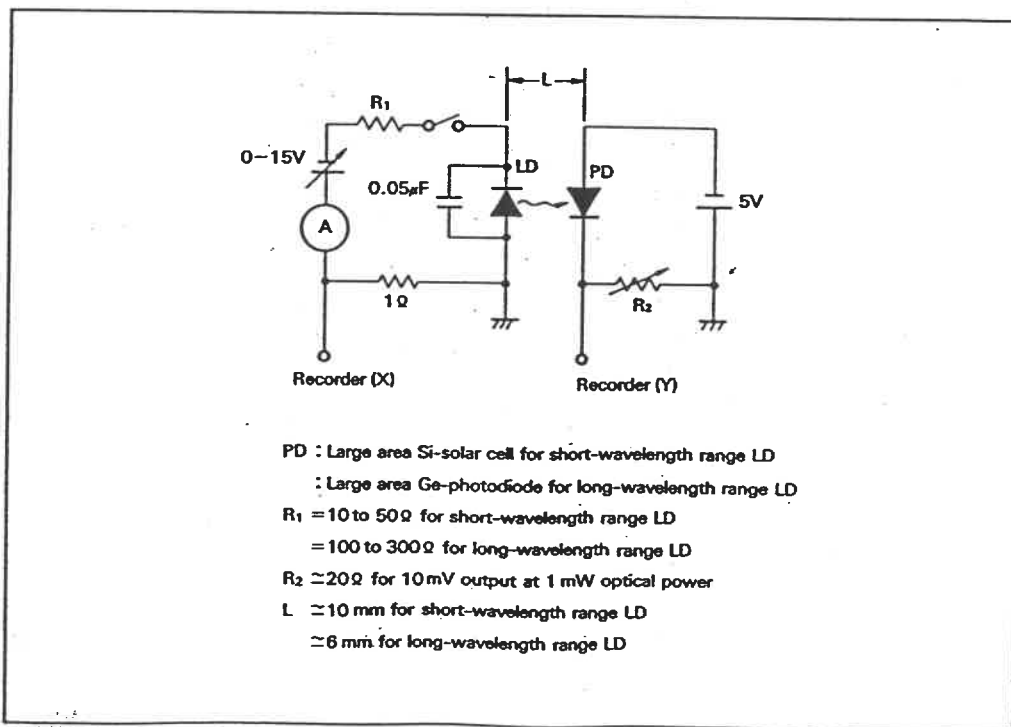 L
R₁
0-15V
LD
PD
0.05μF
5V
A
1Ω
R₂
Recorder (X)
Recorder (Y)
PD : Large area Si-solar cell for short-wavelength range LD
: Large area Ge-photodiode for long-wavelength range LD
R₁ = 10 to 50Ω for short-wavelength range LD
= 100 to 300Ω for long-wavelength range LD
R₂ ≃ 20Ω for 10 mV output at 1 mW optical power
L ≃ 10 mm for short-wavelength range LD
≃ 6 mm for long-wavelength range LD